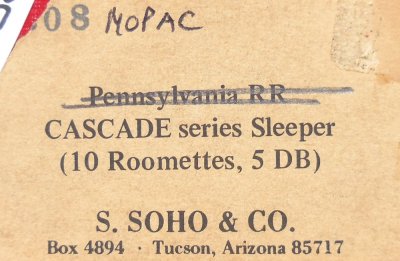 08 MOPAC
Pennsylvania RR
CASCADE series Sleeper
(10 Roomettes, 5 DB)
S. SOHO & CO.
Box 4894 · Tucson, Arizona 85717